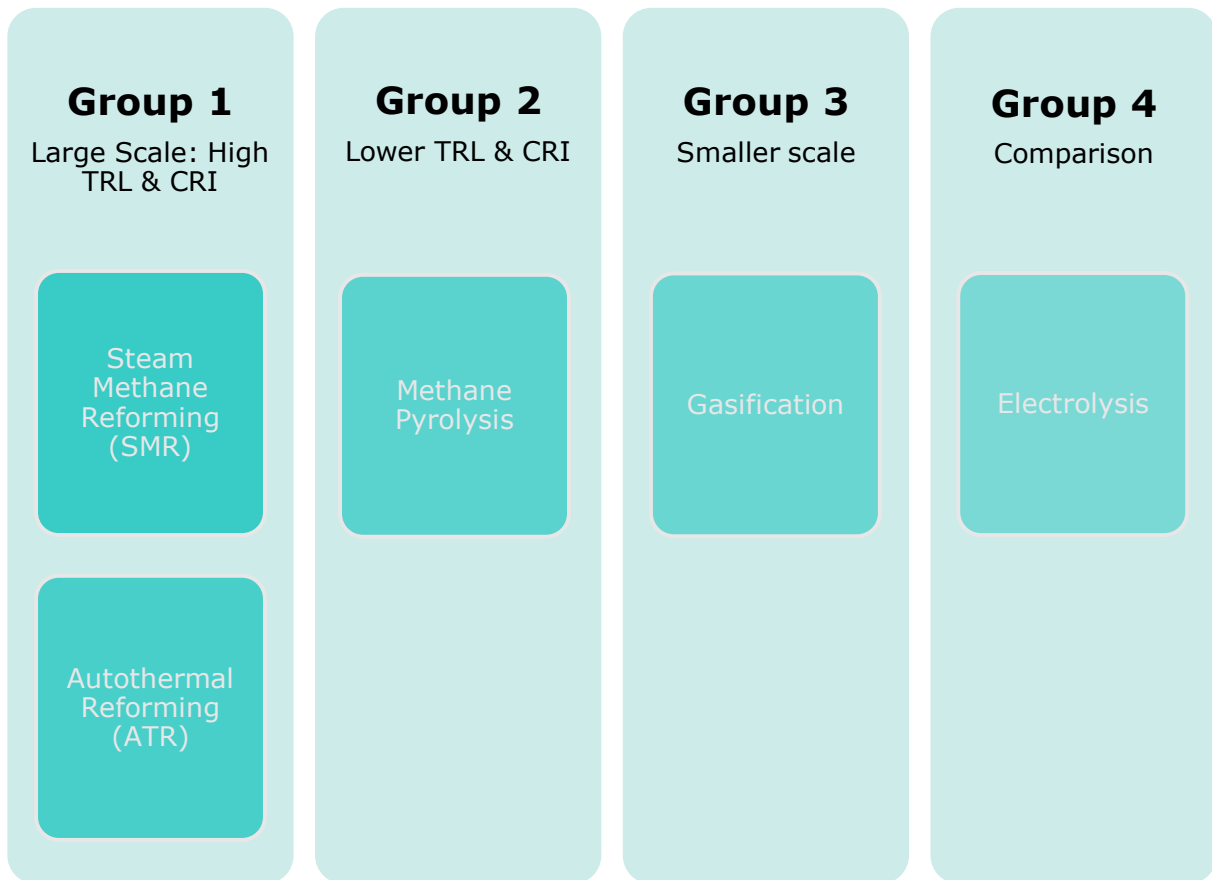 Group 1
Large Scale: High
TRL & CRI
Steam
Methane
Reforming
(SMR)
Autothermal
Reforming
(ATR)
Group 2
Lower TRL & CRI
Methane
Pyrolysis
Group 3
Smaller scale
Gasification
Group 4
Comparison
Electrolysis